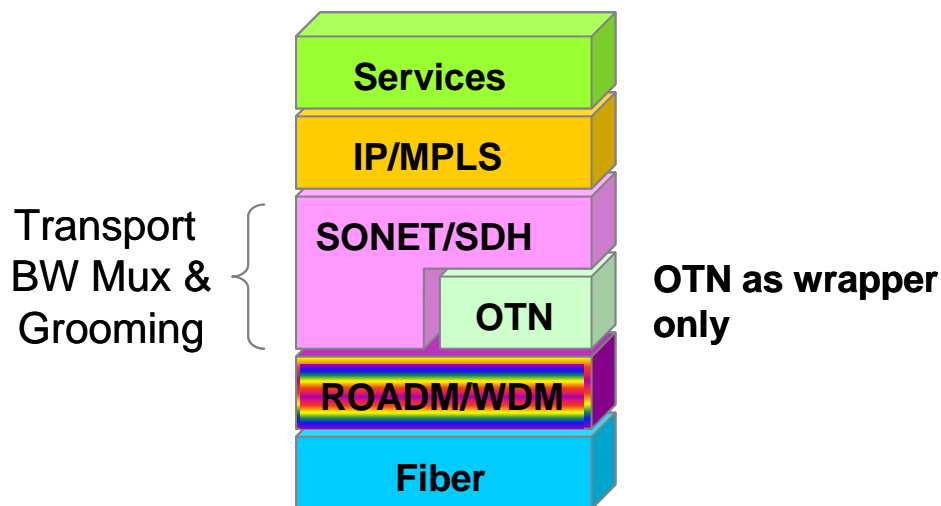 Services
IP/MPLS
SONET/SDH
Transport
BW Mux &
Grooming
OTN
OTN as wrapper
only
ROADM/WDM
Fiber